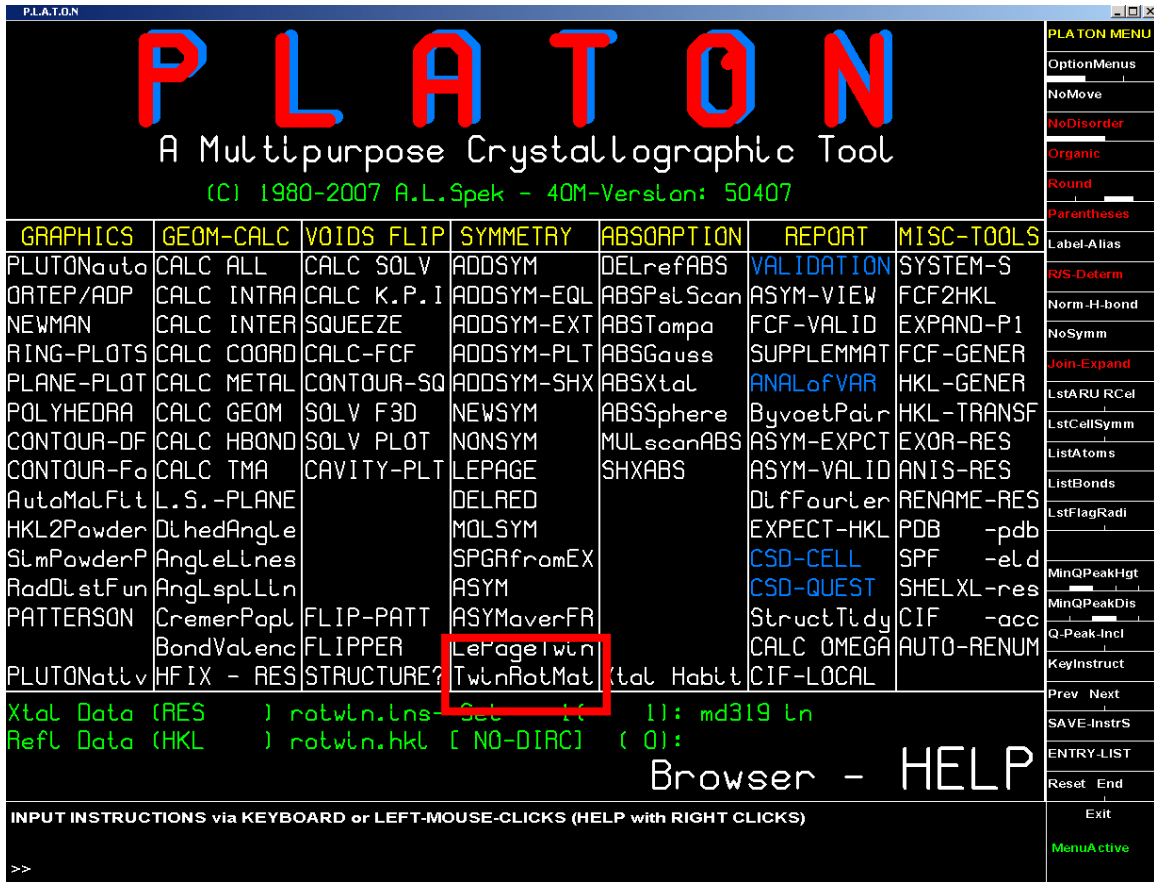 P.L.A.T.O.N
PLATON
A Multipurpose Crystallographic Tool
(C) 1980-2007 A.L.Spek - 40M-Version: 50407
GRAPHICS GEOM-CALC VOIDS FLIP SYMMETRY ABSORPTION REPORT MISC-TOOLS
PLUTONauto CALC ALL CALC SOLV ADDSYM DELrefABS VALIDATION SYSTEM-S
ORTEP/ADP CALC INTRA CALC K.P.I ADDSYM-EQL ABSPsiScan ASYM-VIEW FCF2HKL
NEWMAN CALC INTER SQUEEZE ADDSYM-EXT ABSTompa FCF-VALID EXPAND-P1
RING-PLOTS CALC COORD CALC-FCF ADDSYM-PLT ABSGauss SUPPLEMMAT FCF-GENER
PLANE-PLOT CALC METAL CONTOUR-SQ ADDSYM-SHX ABSXtal ANALofVAR HKL-GENER
POLYHEDRA CALC GEOM SOLV F3D NEWSYM ABSSphere ByvoetPair HKL-TRANSF
CONTOUR-DF CALC HBOND SOLV PLOT NONSYM MULscanABS ASYM-EXPCT EXOR-RES
CONTOUR-Fo CALC TMA CAVITY-PLT LEPAGE SHXABS ASYM-VALID ANIS-RES
AutoMolFit L.S.-PLANE DELRED DifFourier RENAME-RES
HKL2Powder DihedAngle MOLSYM EXPECT-HKL PDB -pdb
SimPowderP AngleLines SPGRfromEX CSD-CELL SPF -eld
RadDistFun AngLsplLin ASYM CSD-QUEST SHELXL-res
PATTERSON CremerPopl FLIP-PATT ASYMaverFR StructTidy CIF -acc
BondValenc FLIPPER LePageTwin CALC OMEGA AUTO-RENUM
PLUTONativ HFIX - RES STRUCTURE? TwinRotMat Xtal Habit CIF-LOCAL
Xtal Data (RES ) rotwin.ins- Set 1( 1): md319 in
Refl Data (HKL ) rotwin.hkl [ NO-DIRC] ( 0):
Browser - HELP
INPUT INSTRUCTIONS via KEYBOARD or LEFT-MOUSE-CLICKS (HELP with RIGHT CLICKS)
>>
PLATON MENU
OptionMenus
NoMove
NoDisorder
Organic
Round
Parentheses
Label-Alias
R/S-Determ
Norm-H-bond
NoSymm
Join-Expand
LstARU RCel
LstCellSymm
ListAtoms
ListBonds
LstFlagRadi
MinQPeakHgt
MinQPeakDis
Q-Peak-Incl
KeyInstruct
Prev Next
SAVE-InstrS
ENTRY-LIST
Reset End
Exit
MenuActive